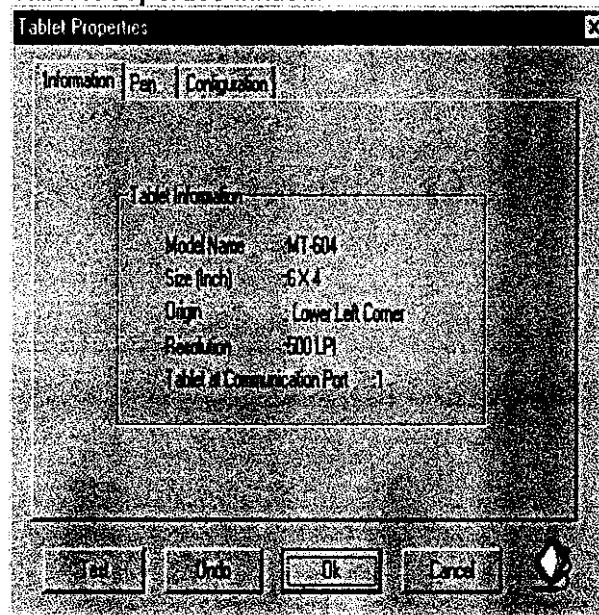 Tablet Properties
Information Pen Configuration
Tablet Information
Model Name :MT-604
Size (Inch) :6 X 4
Origin : Lower Left Corner
Resolution :500 LPI
Tablet at Communication Port :1
Test Undo Ok Cancel